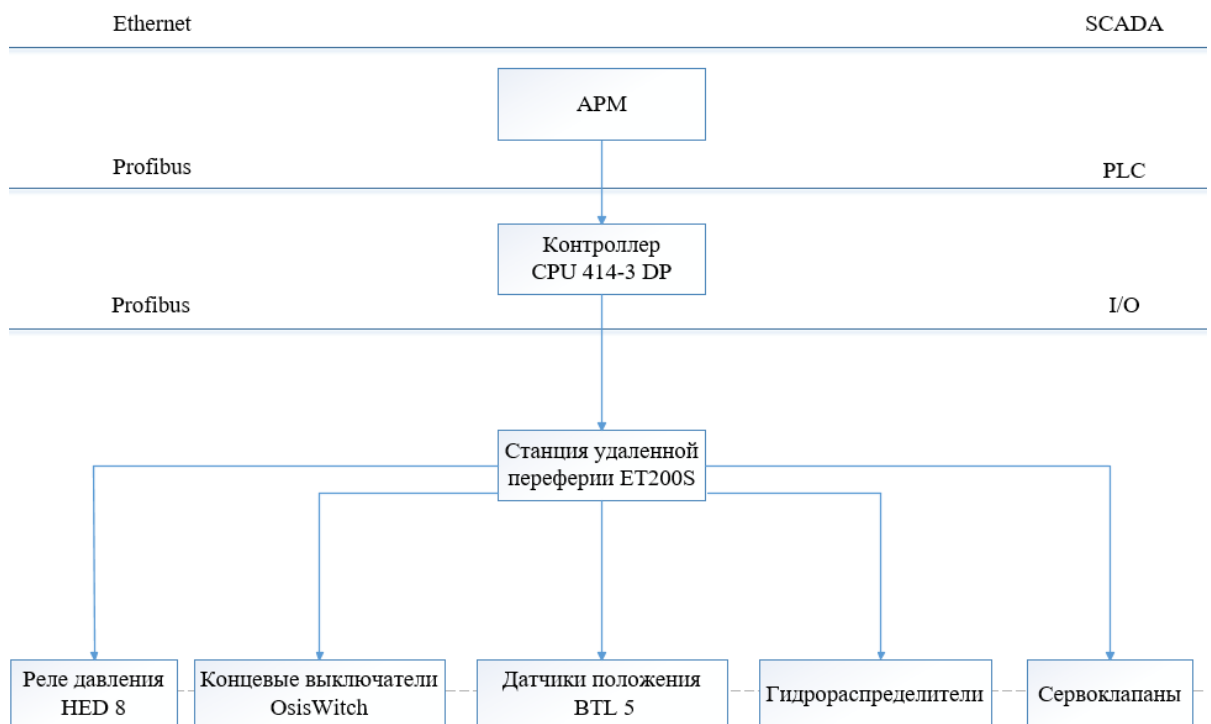 Ethernet
SCADA
АРМ
Profibus
PLC
Контроллер
CPU 414-3 DP
Profibus
I/O
Станция удаленной
переферии ET200S
Реле давления
HED 8
Концевые выключатели
OsisWitch
Датчики положения
BTL 5
Гидрораспределители
Сервоклапаны